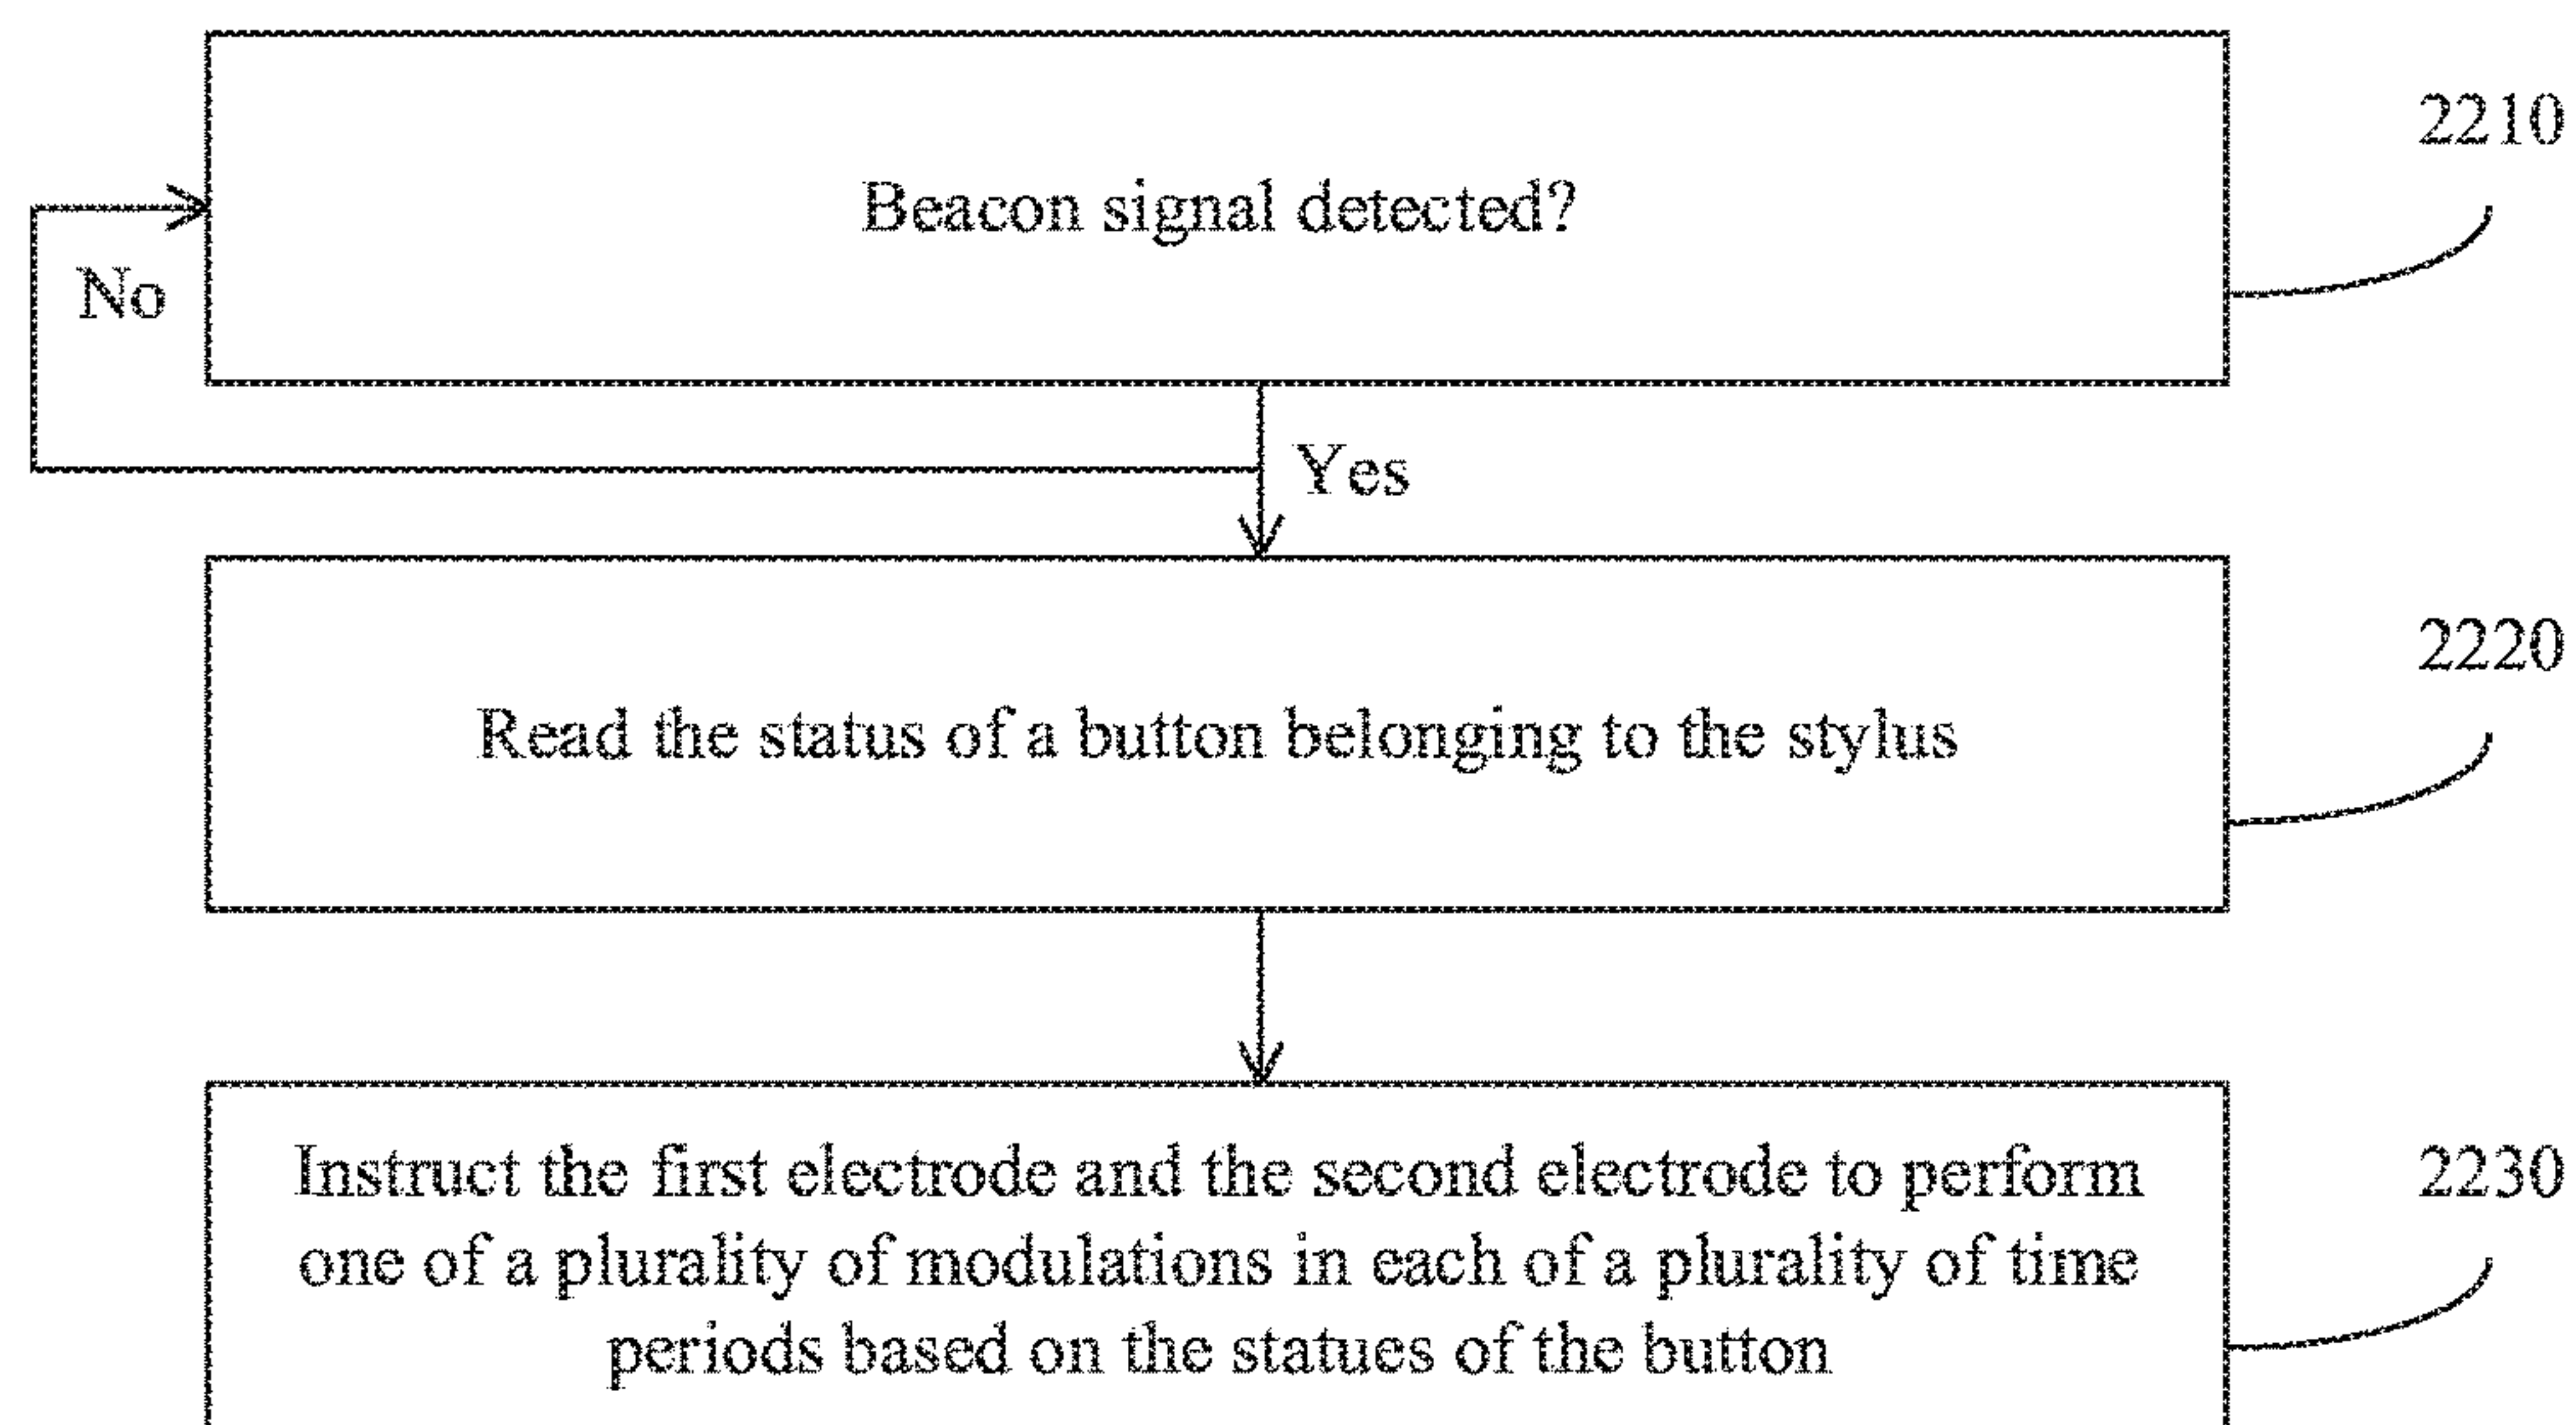 2210
Beacon signal detected?
No
Yes
2220
Read the status of a button belonging to the stylus
Instruct the first electrode and the second electrode to perform
2230
one of a plurality of modulations in each of a plurality of time
periods based on the statues of the button